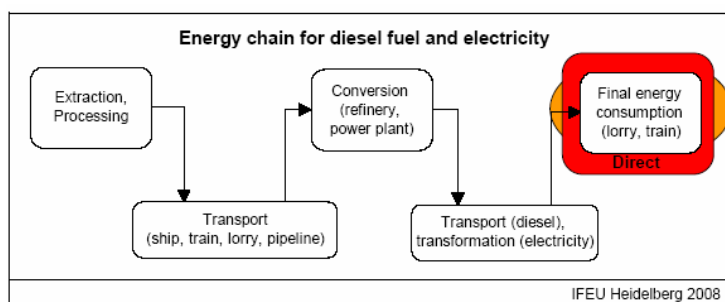 Energy chain for diesel fuel and electricity
Extraction,
Processing
Transport
(ship, train, lorry, pipeline)
Conversion
(refinery,
power plant)
Transport (diesel),
transformation (electricity)
Final energy
consumption
(lorry, train)
Direct
IFEU Heidelberg 2008